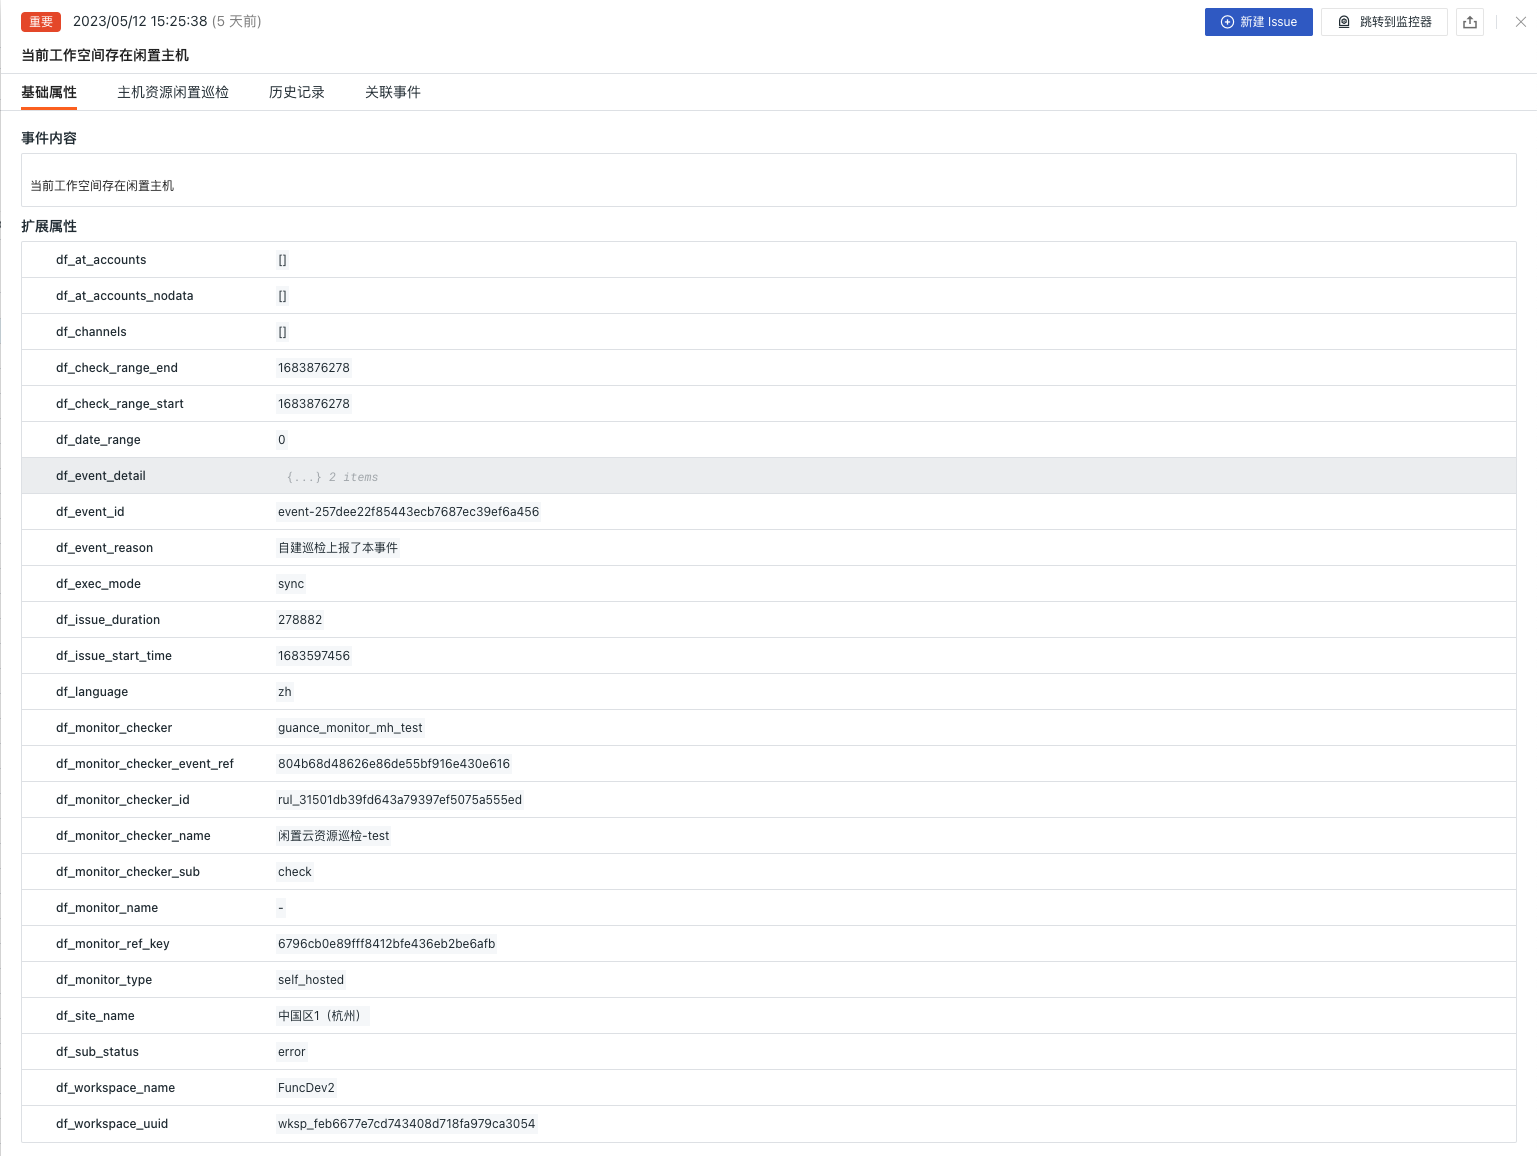 重要 2023/05/12 15:25:38 (5 天前) 新建 Issue 跳转到监控器
当前工作空间存在闲置主机
基础属性 主机资源闲置巡检 历史记录 关联事件
事件内容
当前工作空间存在闲置主机
扩展属性
df_at_accounts []
df_at_accounts_nodata []
df_channels []
df_check_range_end 1683876278
df_check_range_start 1683876278
df_date_range 0
df_event_detail {...} 2 items
df_event_id event-257dee22f85443ecb7687ec39ef6a456
df_event_reason 自建巡检上报了本事件
df_exec_mode sync
df_issue_duration 278882
df_issue_start_time 1683597456
df_language zh
df_monitor_checker guance_monitor_mh_test
df_monitor_checker_event_ref 804b68d48626e86de55bf916e430e616
df_monitor_checker_id rul_31501db39fd643a79397ef5075a555ed
df_monitor_checker_name 闲置云资源巡检-test
df_monitor_checker_sub check
df_monitor_name -
df_monitor_ref_key 6796cb0e89fff8412bfe436eb2be6afb
df_monitor_type self_hosted
df_site_name 中国区1（杭州）
df_sub_status error
df_workspace_name FuncDev2
df_workspace_uuid wksp_feb6677e7cd743408d718fa979ca3054